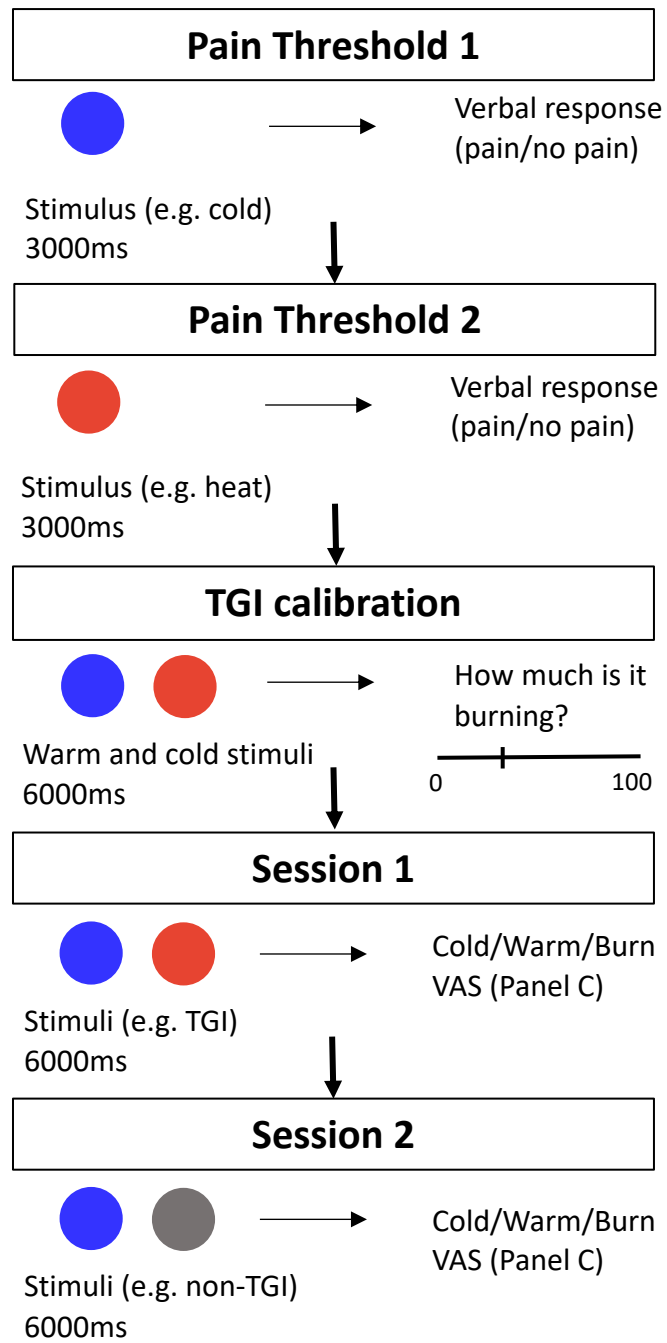 Pain Threshold 1
Verbal response
(pain/no pain)
Stimulus (e.g. cold)
3000ms
Pain Threshold 2
Verbal response
(pain/no pain)
Stimulus (e.g. heat)
3000ms
TGI calibration
How much is it
burning?
Warm and cold stimuli
6000ms
0 100
Session 1
Cold/Warm/Burn
VAS (Panel C)
Stimuli (e.g. TGI)
6000ms
Session 2
Cold/Warm/Burn
VAS (Panel C)
Stimuli (e.g. non-TGI)
6000ms